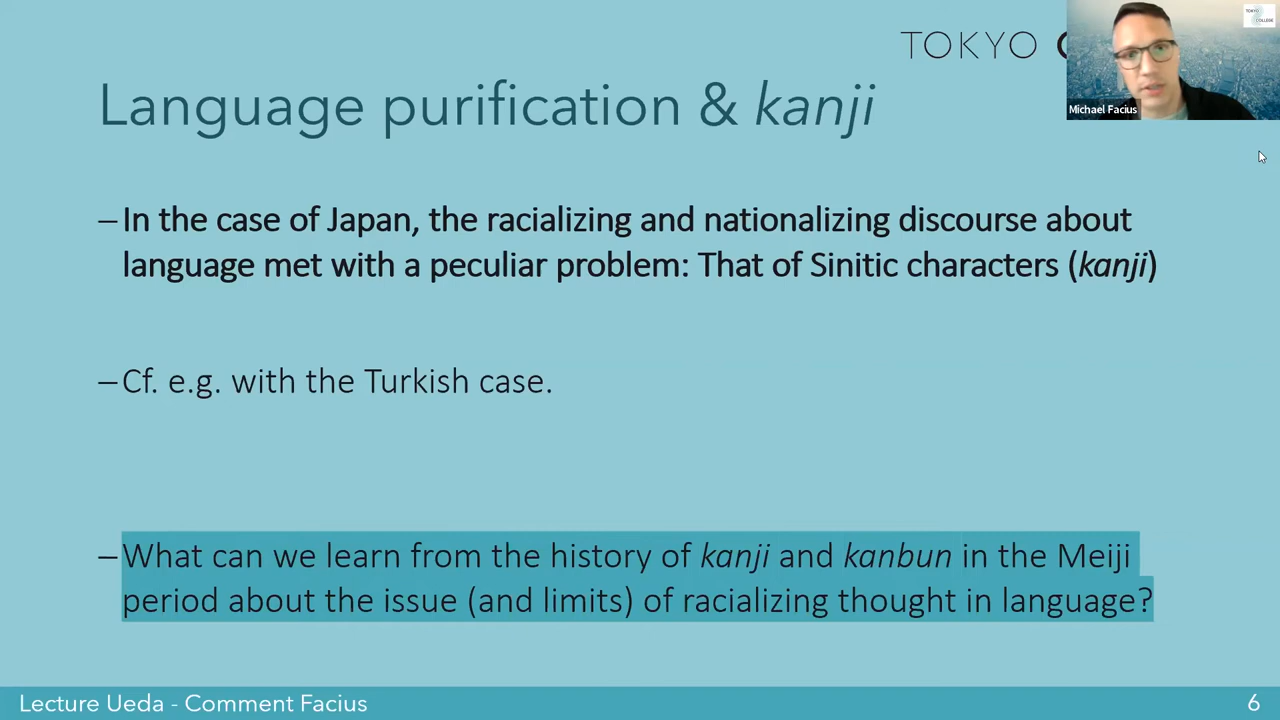 TOKYO
TOKYO
COLLEGE
Michael Facius
Language purification & kanji
–In the case of Japan, the racializing and nationalizing discourse about
language met with a peculiar problem: That of Sinitic characters (kanji)
–Cf. e.g. with the Turkish case.
–What can we learn from the history of kanji and kanbun in the Meiji
period about the issue (and limits) of racializing thought in language?
Lecture Ueda - Comment Facius
6